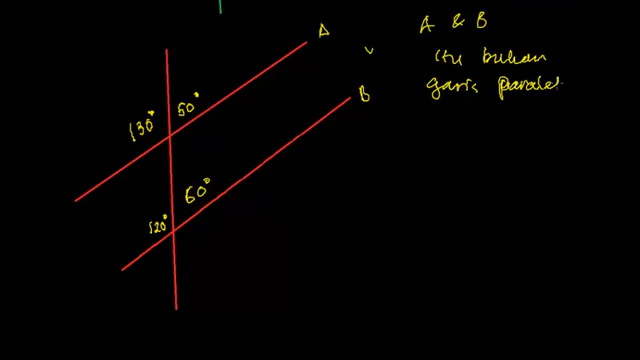 A & B
A
itu bukan
garis paralel
B
50°
130°
60°
120°